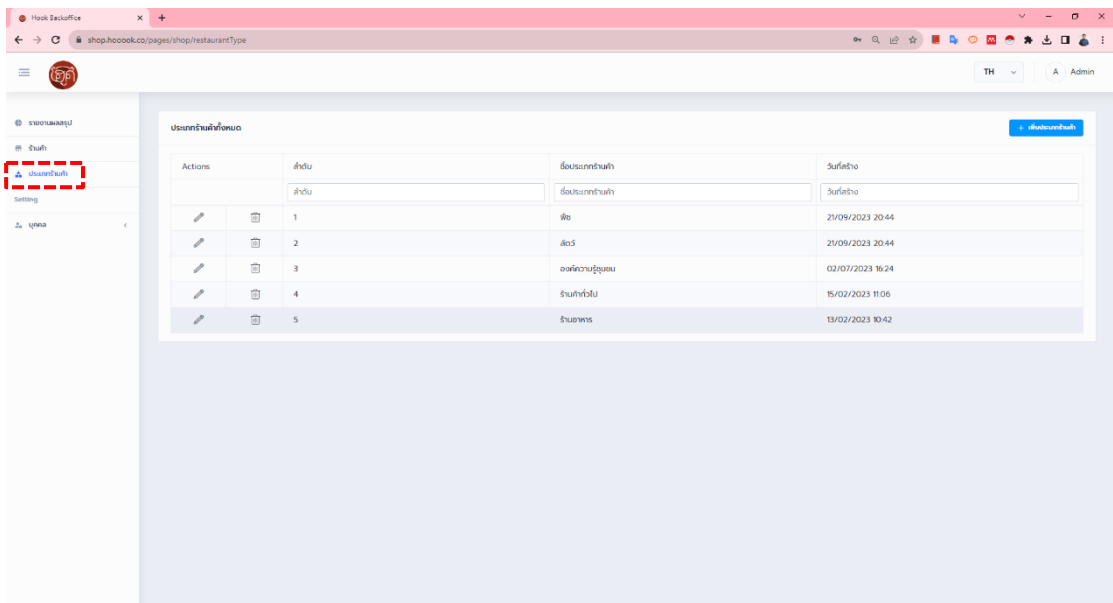 Hook Backoffice
shop.hooook.co/pages/shop/restaurantType
ฮูก
TH
A Admin
รายงานผลสรุป
ร้านค้า
ประเภทร้านค้า
Setting
บุคคล
ประเภทร้านค้าทั้งหมด
+ เพิ่มประเภทร้านค้า
Actions ลำดับ ชื่อประเภทร้านค้า วันที่สร้าง
ลำดับ ชื่อประเภทร้านค้า วันที่สร้าง
1 พืช 21/09/2023 20:44
2 สัตว์ 21/09/2023 20:44
3 องค์ความรู้ชุมชน 02/07/2023 16:24
4 ร้านค้าทั่วไป 15/02/2023 11:06
5 ร้านอาหาร 13/02/2023 10:42